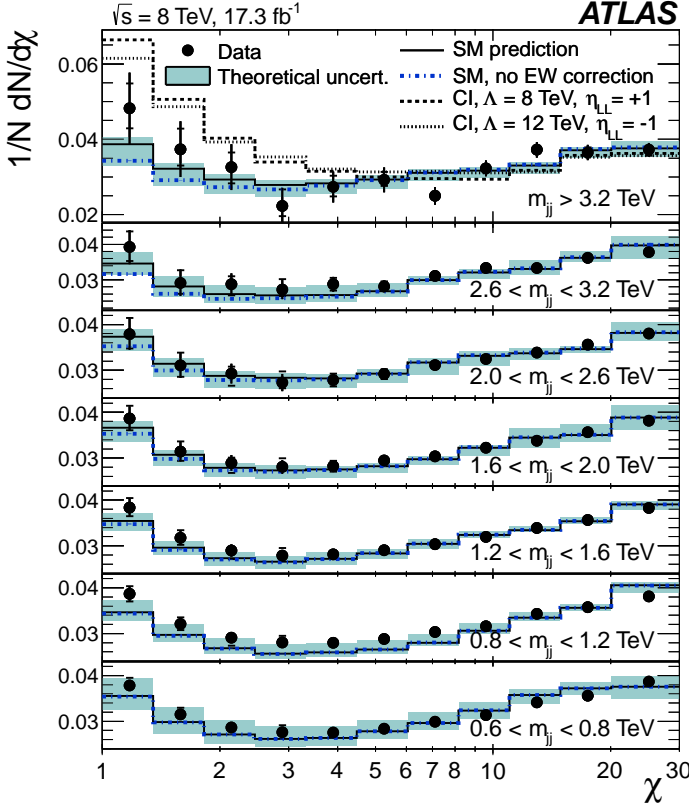 √s = 8 TeV, 17.3 fb⁻¹ ATLAS
1/N dN/dχ
0.06
0.04
0.02
Data
Theoretical uncert.
SM prediction
SM, no EW correction
CI, Λ = 8 TeV, η_LL = +1
CI, Λ = 12 TeV, η_LL = -1
m_jj > 3.2 TeV
0.04
0.03
2.6 < m_jj < 3.2 TeV
0.04
0.03
2.0 < m_jj < 2.6 TeV
0.04
0.03
1.6 < m_jj < 2.0 TeV
0.03
1.2 < m_jj < 1.6 TeV
0.04
0.03
0.8 < m_jj < 1.2 TeV
0.04
0.03
0.6 < m_jj < 0.8 TeV
1 2 3 4 5 6 7 8 10 20 30
χ